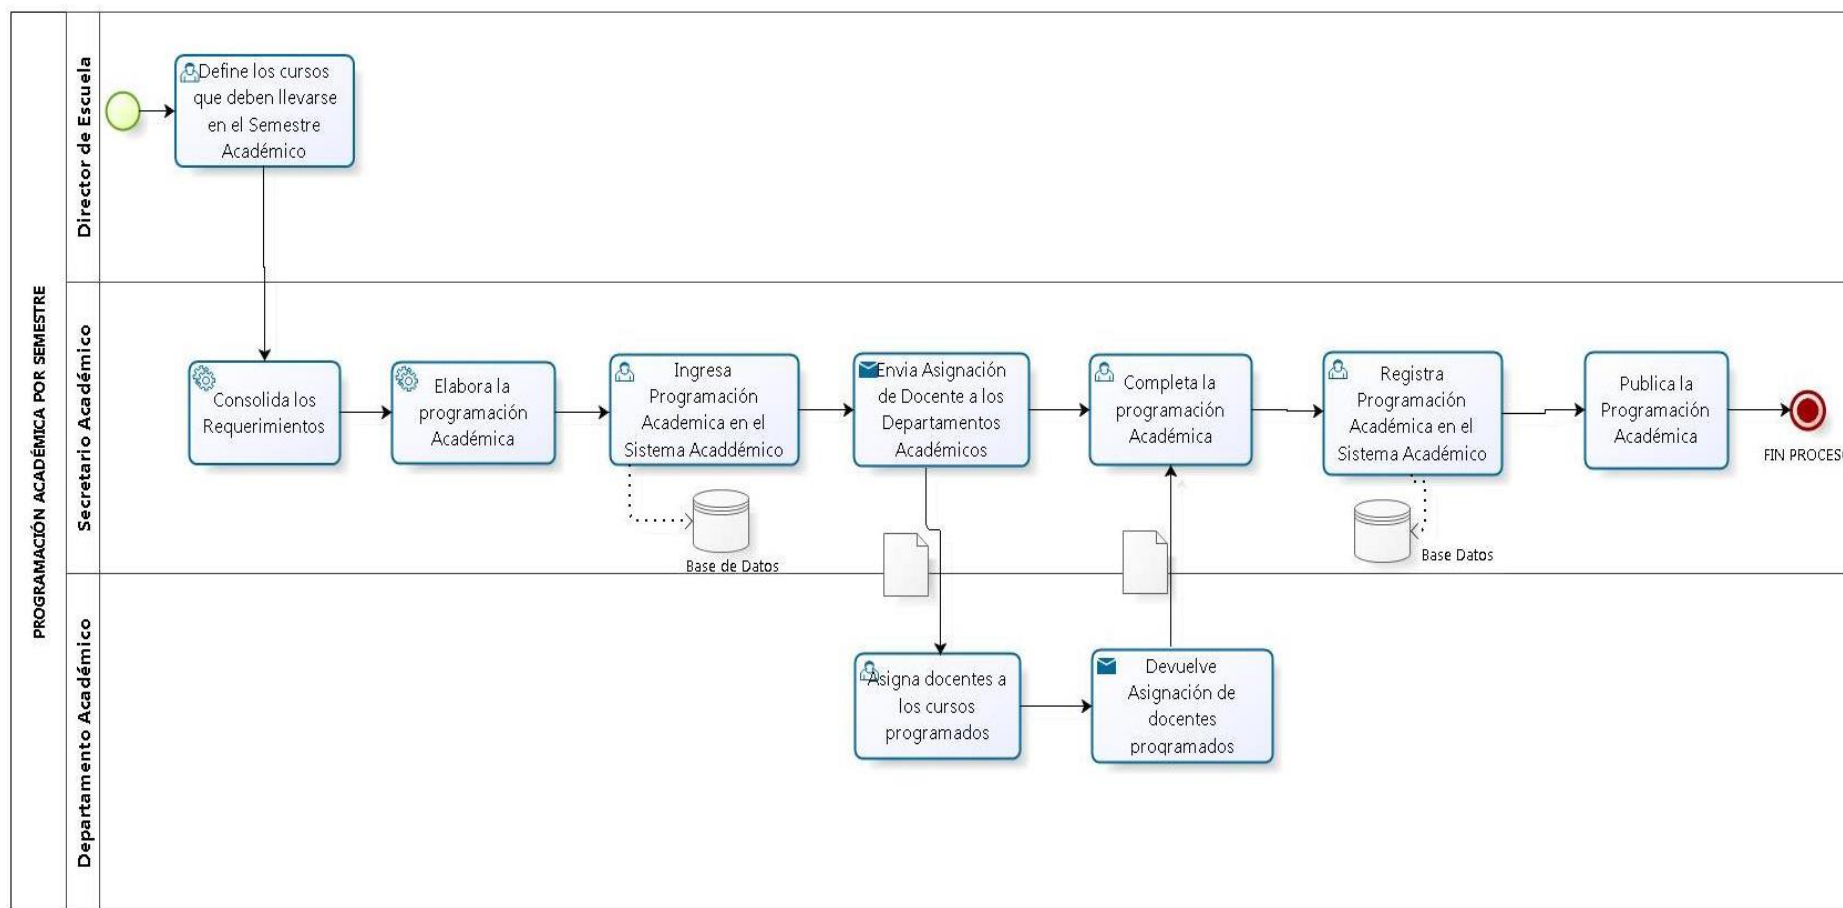 PROGRAMACIÓN ACADÉMICA POR SEMESTRE
Director de Escuela
Define los cursos
que deben llevarse
en el Semestre
Académico
Secretario Académico
Consolida los
Requerimientos
Elabora la
programación
Académica
Ingresa
Programación
Academica en el
Sistema Acaddémico
Base de Datos
Envia Asignación
de Docente a los
Departamentos
Académicos
Completa la
programación
Académica
Registra
Programación
Académica en el
Sistema Académico
Base Datos
Publica la
Programación
Académica
FIN PROCESO
Departamento Académico
Asigna docentes a
los cursos
programados
Devuelve
Asignación de
docentes
programados